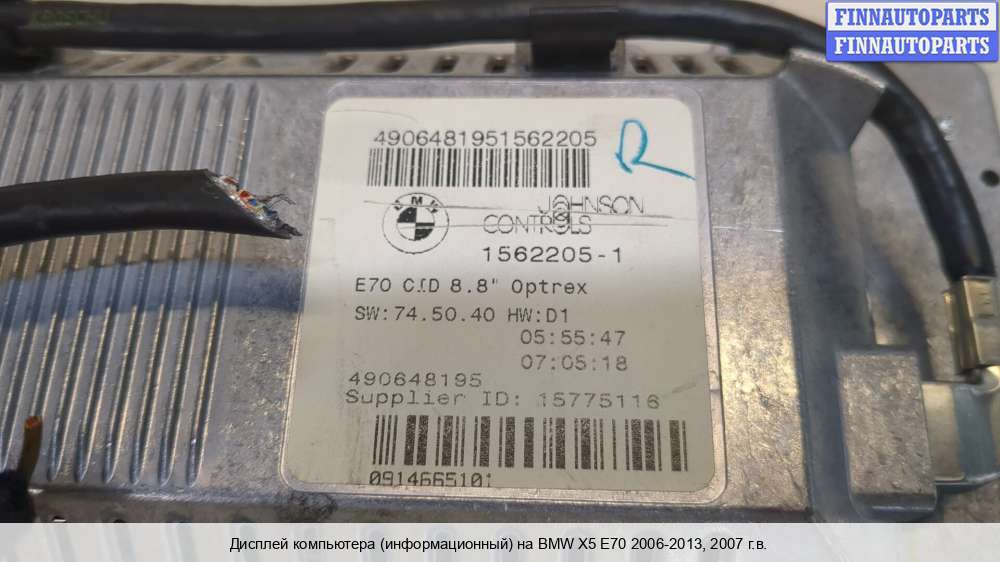 FINNAUTOPARTS
FINNAUTOPARTS
4906481951562205
R
BMW
JOHNSON
CONTROLS
1562205-1
E70 CID 8.8" Optrex
SW:74.50.40 HW:D1
05:55:47
07:05:18
490648195
Supplier ID: 15775116
0914665101
Дисплей компьютера (информационный) на BMW X5 E70 2006-2013, 2007 г.в.